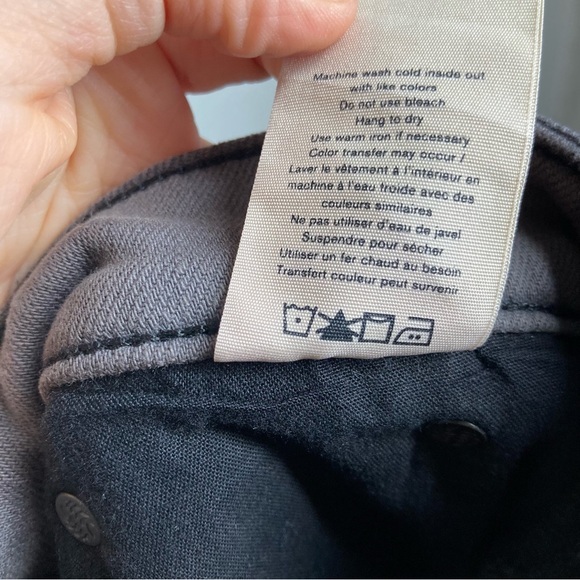 Machine wash cold inside out
with like colors
Do not use bleach
Hang to dry
Use warm iron if necessary
Color transfer may occur /
Laver le vêtement à l'intérieur en
machine à l'eau froide avec des
couleurs similaires
Ne pas utiliser d'eau de javel
Suspendre pour sécher
Utiliser un fer chaud au besoin
Transfert couleur peut survenir